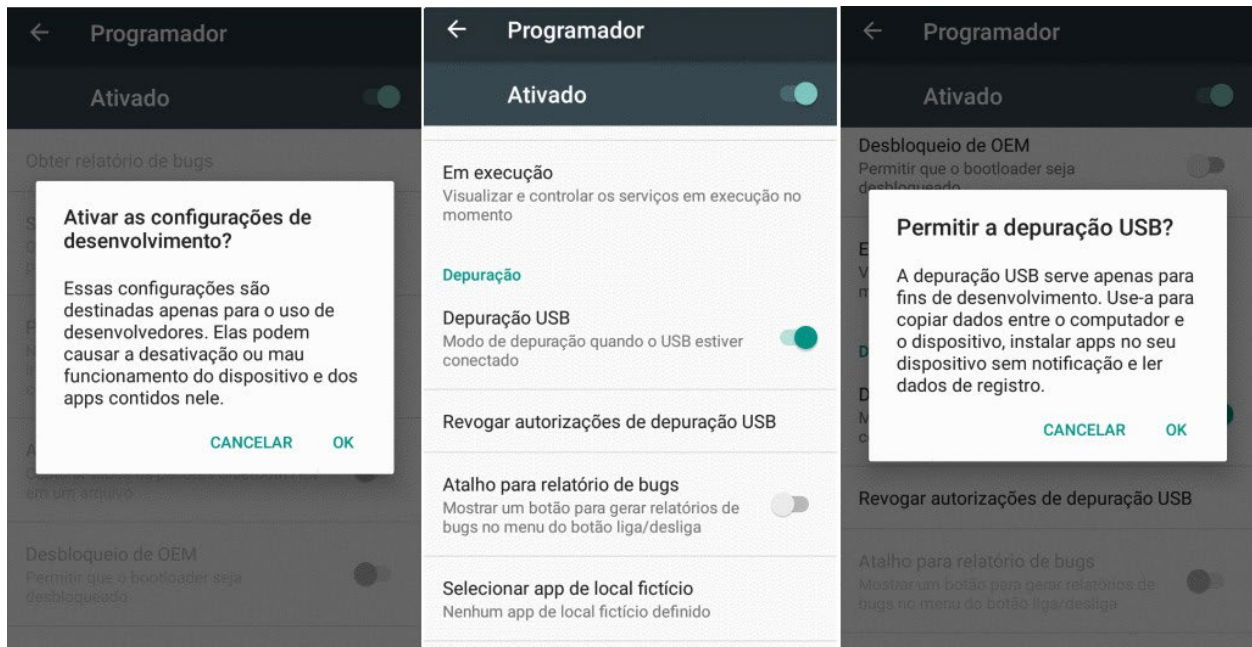 Programador
Ativado
Obter relatório de bugs
Ativar as configurações de
desenvolvimento?
Essas configurações são
destinadas apenas para o uso de
desenvolvedores. Elas podem
causar a desativação ou mau
funcionamento do dispositivo e dos
apps contidos nele.
CANCELAR OK
em um arquivo
Desbloqueio de OEM
Permitir que o bootloader seja
desbloqueado
Programador
Ativado
Em execução
Visualizar e controlar os serviços em execução no
momento
Depuração
Depuração USB
Modo de depuração quando o USB estiver
conectado
Revogar autorizações de depuração USB
Atalho para relatório de bugs
Mostrar um botão para gerar relatórios de
bugs no menu do botão liga/desliga
Selecionar app de local fictício
Nenhum app de local fictício definido
Programador
Ativado
Desbloqueio de OEM
Permitir que o bootloader seja
desbloqueado
Permitir a depuração USB?
A depuração USB serve apenas para
fins de desenvolvimento. Use-a para
copiar dados entre o computador e
o dispositivo, instalar apps no seu
dispositivo sem notificação e ler
dados de registro.
CANCELAR OK
Revogar autorizações de depuração USB
Atalho para relatório de bugs
Mostrar um botão para gerar relatórios de
bugs no menu do botão liga/desliga